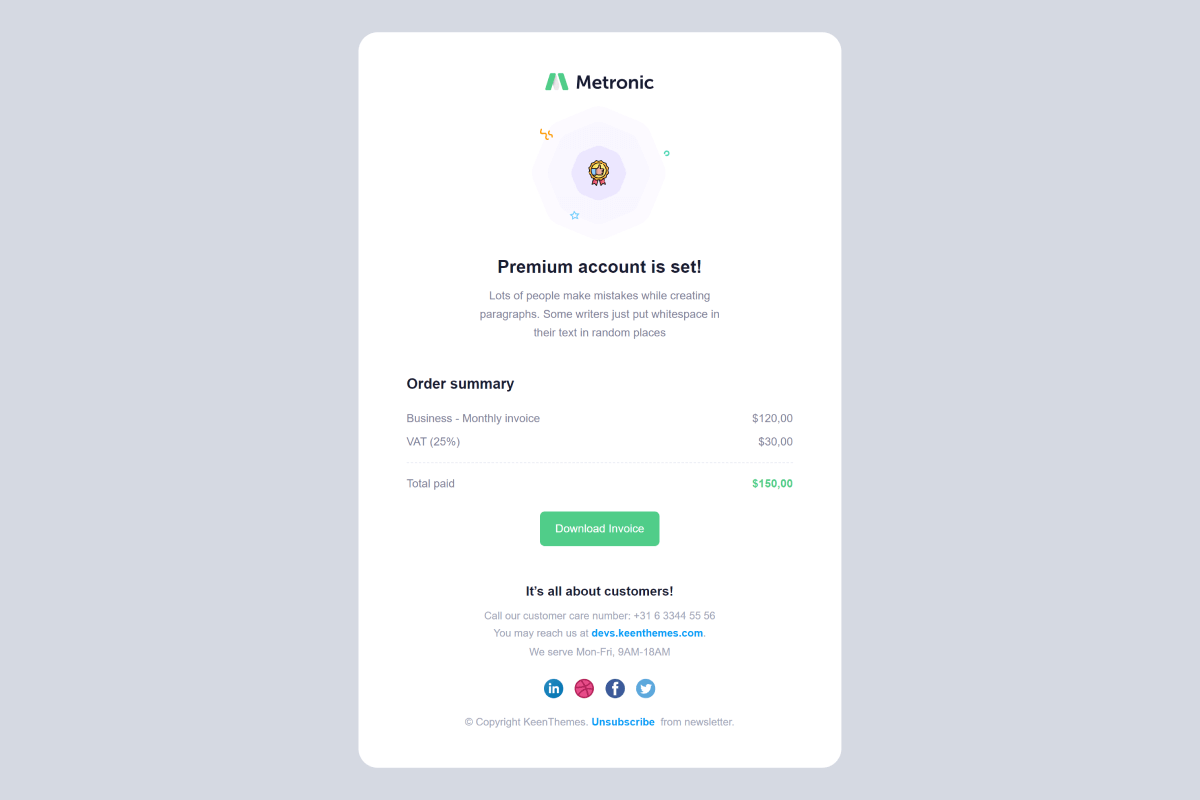 Metronic
Premium account is set!
Lots of people make mistakes while creating
paragraphs. Some writers just put whitespace in
their text in random places
Order summary
Business - Monthly invoice $120,00
VAT (25%) $30,00
Total paid $150,00
Download Invoice
It's all about customers!
Call our customer care number: +31 6 3344 55 56
You may reach us at devs.keenthemes.com.
We serve Mon-Fri, 9AM-18AM
in
© Copyright KeenThemes. Unsubscribe from newsletter.